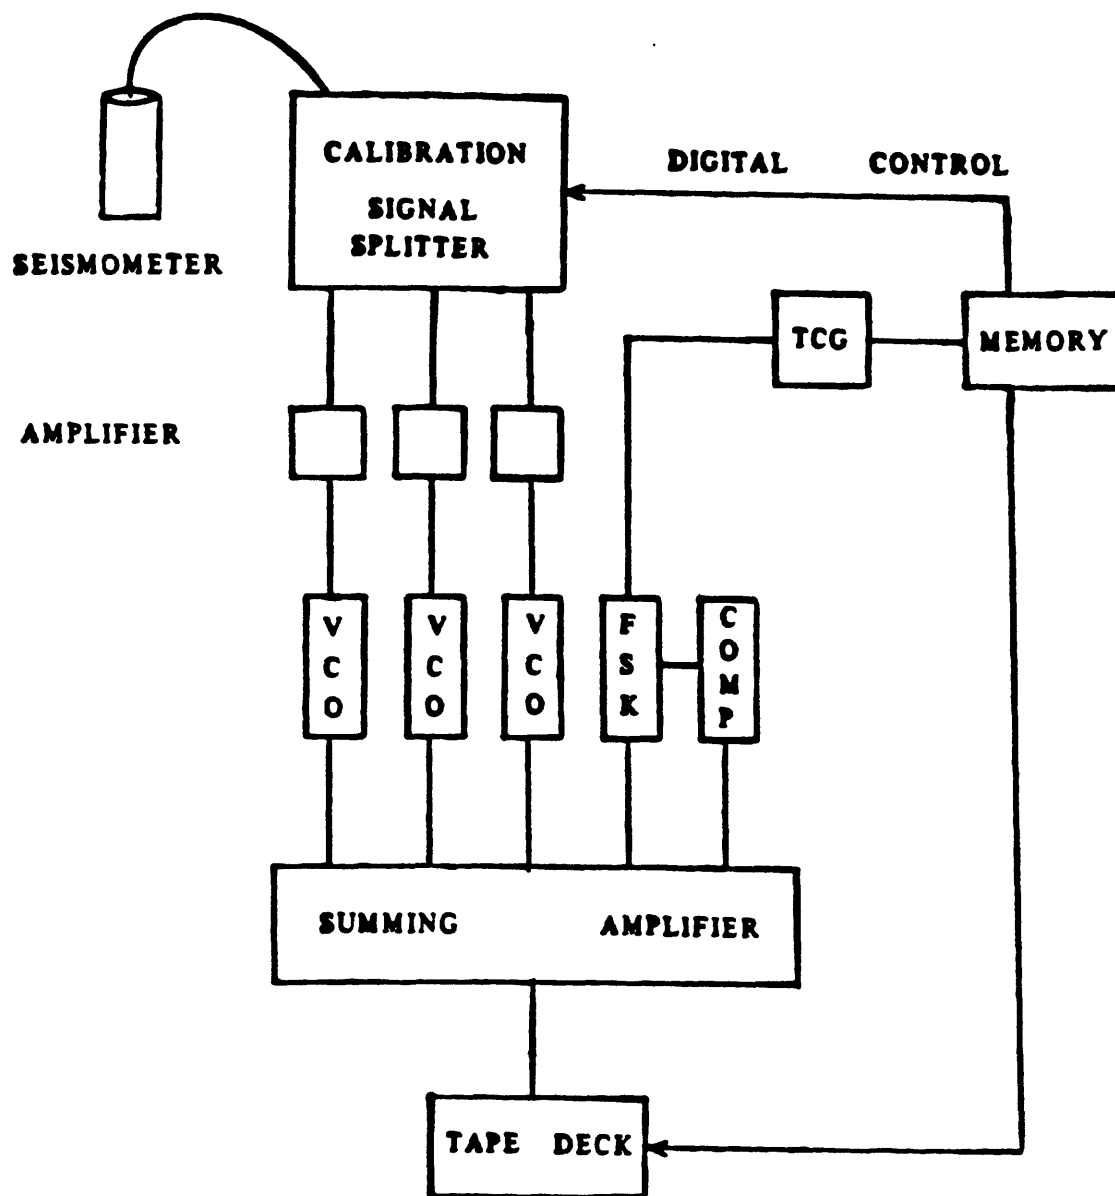 CALIBRATION
SIGNAL
SPLITTER
DIGITAL CONTROL
SEISMOMETER
TCG
MEMORY
AMPLIFIER
VCO
VCO
VCO
FSK
COMP
SUMMING AMPLIFIER
TAPE DECK